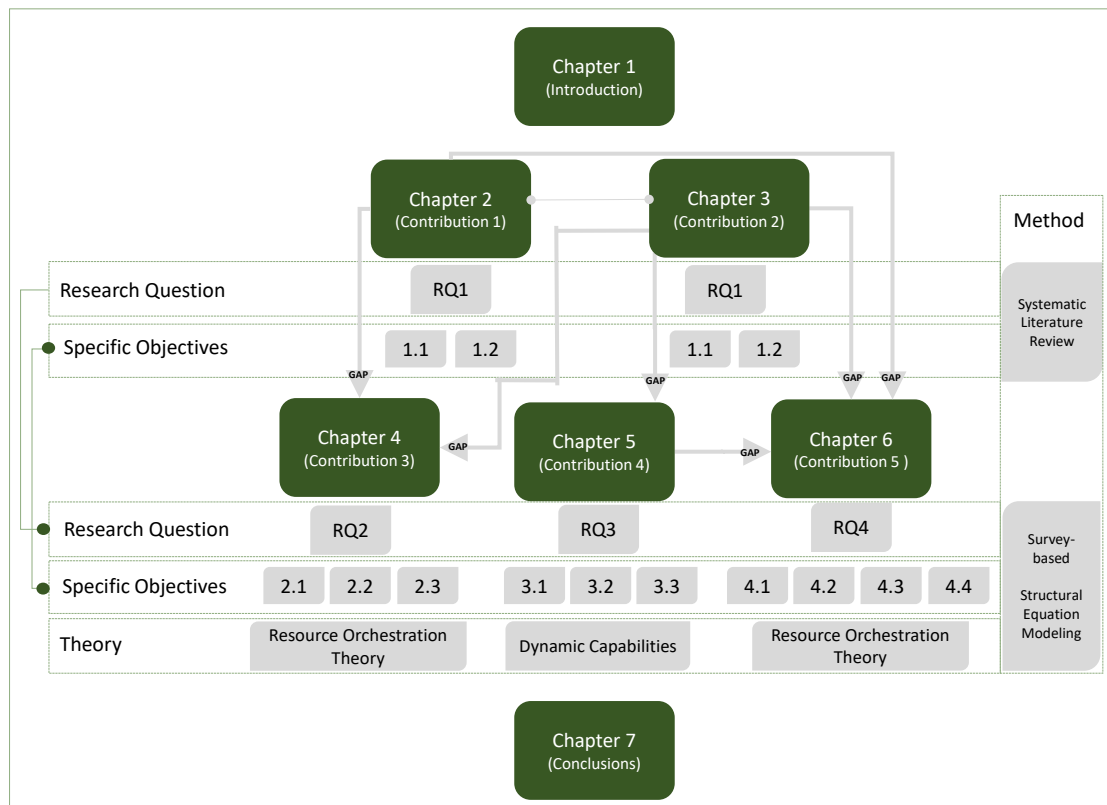 Chapter 1
(Introduction)
Chapter 2
(Contribution 1)
Chapter 3
(Contribution 2)
Method
Research Question
RQ1
RQ1
Systematic
Literature
Review
Specific Objectives
1.1
1.2
1.1
1.2
GAP
GAP
GAP
GAP
Chapter 4
(Contribution 3)
GAP
Chapter 5
(Contribution 4)
GAP
Chapter 6
(Contribution 5 )
Research Question
RQ2
RQ3
RQ4
Survey-
based
Structural
Equation
Modeling
Specific Objectives
2.1
2.2
2.3
3.1
3.2
3.3
4.1
4.2
4.3
4.4
Theory
Resource Orchestration
Theory
Dynamic Capabilities
Resource Orchestration
Theory
Chapter 7
(Conclusions)